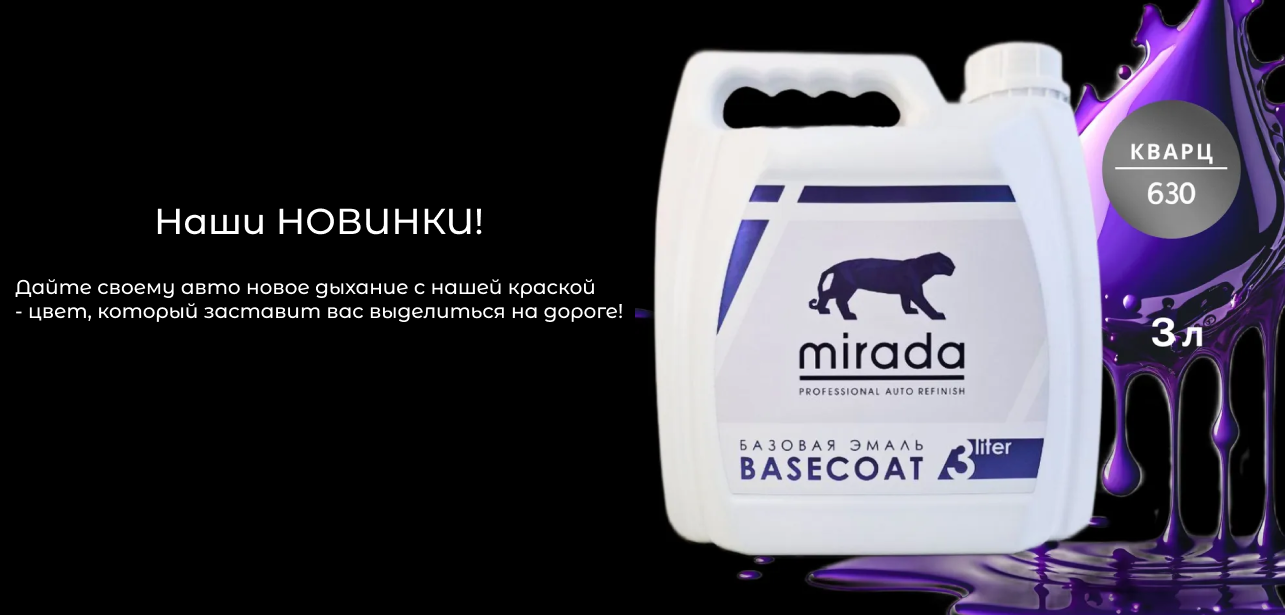 Наши НОВИНКИ!
Дайте своему авто новое дыхание с нашей краской
- цвет, который заставит вас выделиться на дороге!
КВАРЦ
630
3 л
mirada
PROFESSIONAL AUTO REFINISH
БАЗОВАЯ ЭМАЛЬ
BASECOAT 3 liter